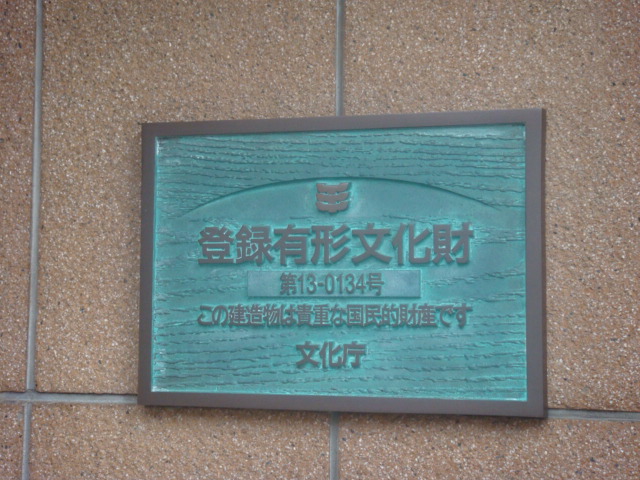 登録有形文化財
第13-0134号
この建造物は貴重な国民的財産です
文化庁